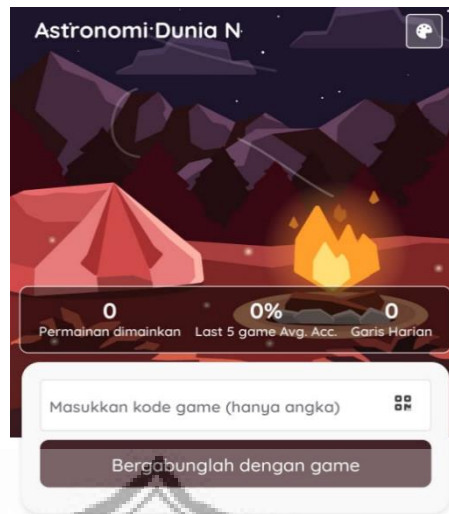 Astronomi Dunia N
0 0% 0
Permainan dimainkan Last 5 game Avg. Acc. Garis Harian
Masukkan kode game (hanya angka)
Bergabunglah dengan game